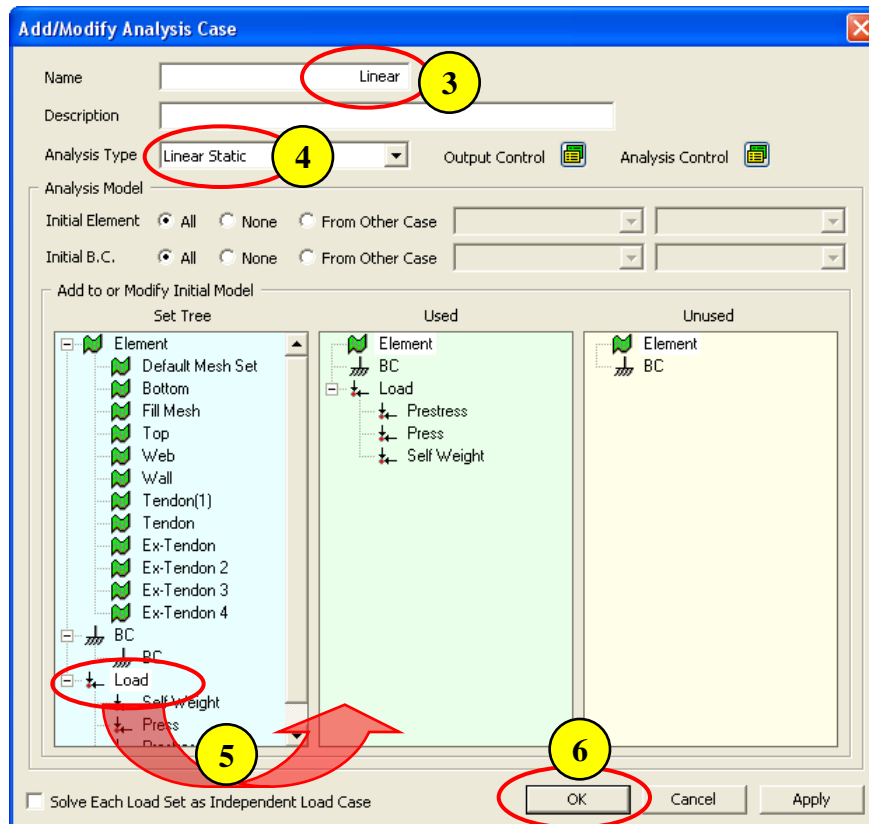 Add/Modify Analysis Case
Name Linear 3
Description
Analysis Type Linear Static 4 Output Control Analysis Control
Analysis Model
Initial Element All None From Other Case
Initial B.C. All None From Other Case
Add to or Modify Initial Model
Set Tree Used Unused
Element
Default Mesh Set
Bottom
Fill Mesh
Top
Web
Wall
Tendon(1)
Tendon
Ex-Tendon
Ex-Tendon 2
Ex-Tendon 3
Ex-Tendon 4
BC
BC
Load
Self Weight
Press
Element
BC
Load
Prestress
Press
Self Weight
Element
BC
5
6
Solve Each Load Set as Independent Load Case OK Cancel Apply